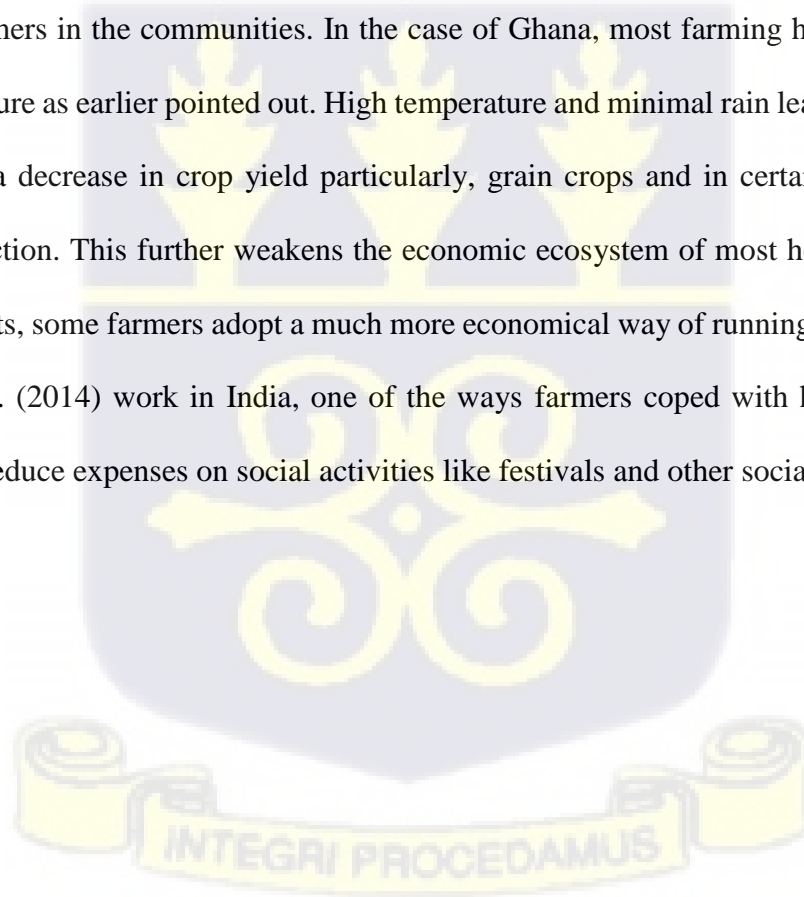 ners in the communities. In the case of Ghana, most farming h
ure as earlier pointed out. High temperature and minimal rain lea
a decrease in crop yield particularly, grain crops and in certai
ction. This further weakens the economic ecosystem of most h
ts, some farmers adopt a much more economical way of running
. (2014) work in India, one of the ways farmers coped with l
educe expenses on social activities like festivals and other socia
INTEGRI PROCEDAMUS